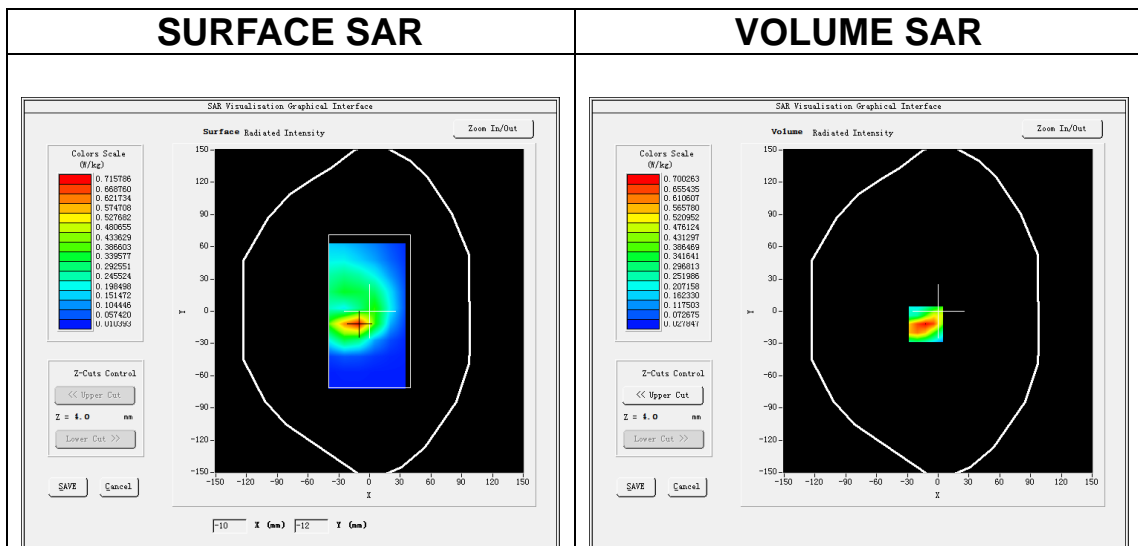 SURFACE SAR
VOLUME SAR
SAR Visualisation Graphical Interface
Surface Radiated Intensity
Zoom In/Out
Colors Scale
(W/kg)
0.715786
0.668760
0.621734
0.574708
0.527682
0.480655
0.433629
0.386603
0.339577
0.292551
0.245524
0.198498
0.151472
0.104446
0.057420
0.010393
150
120
90
60
30
0
-30
-60
-90
-120
-150
Y
-150 -120 -90 -60 -30 0 30 60 90 120 150
X
Z-Cuts Control
<< Upper Cut
Z = 4.0 mm
Lower Cut >>
SAVE Cancel
-10 X (mm) -12 Y (mm)
SAR Visualisation Graphical Interface
Volume Radiated Intensity
Zoom In/Out
Colors Scale
(W/kg)
0.700263
0.655435
0.610607
0.565780
0.520952
0.476124
0.431297
0.386469
0.341641
0.296813
0.251986
0.207158
0.162330
0.117503
0.072675
0.027847
150
120
90
60
30
0
-30
-60
-90
-120
-150
Y
-150 -120 -90 -60 -30 0 30 60 90 120 150
X
Z-Cuts Control
<< Upper Cut
Z = 4.0 mm
Lower Cut >>
SAVE Cancel